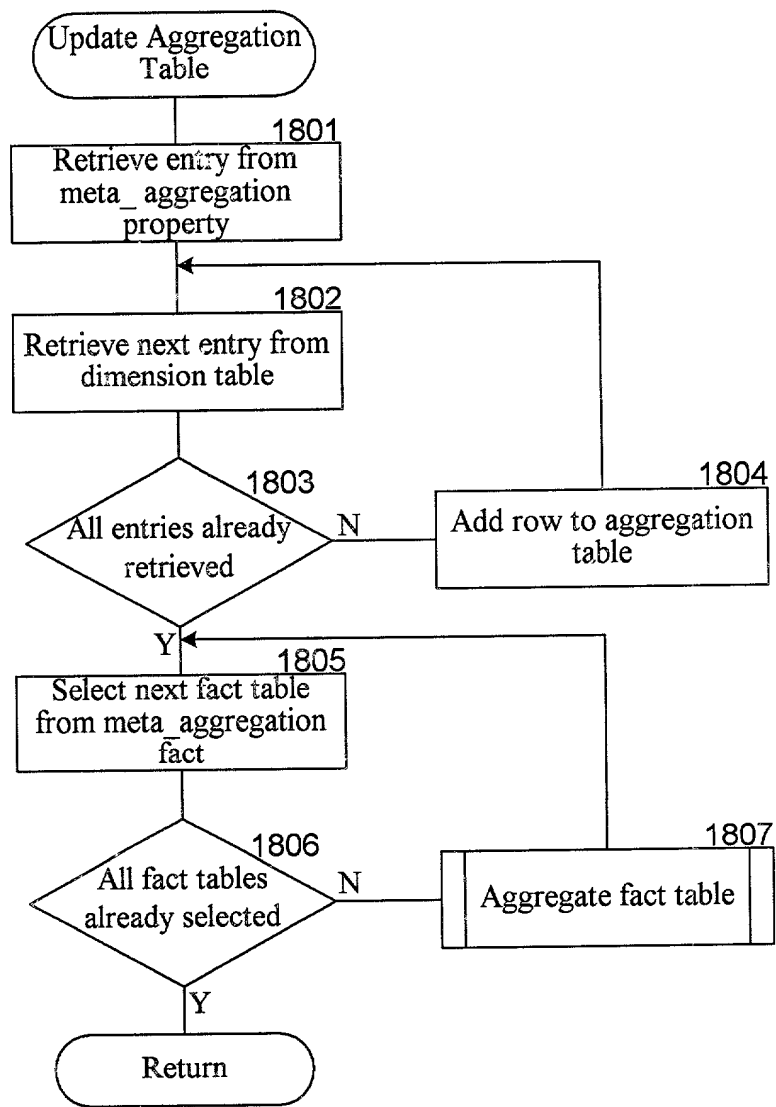 Update Aggregation
Table
1801
Retrieve entry from
meta_ aggregation
property
1802
Retrieve next entry from
dimension table
1803
All entries already
retrieved
N
1804
Add row to aggregation
table
Y
1805
Select next fact table
from meta_aggregation
fact
1806
All fact tables
already selected
N
1807
Aggregate fact table
Y
Return